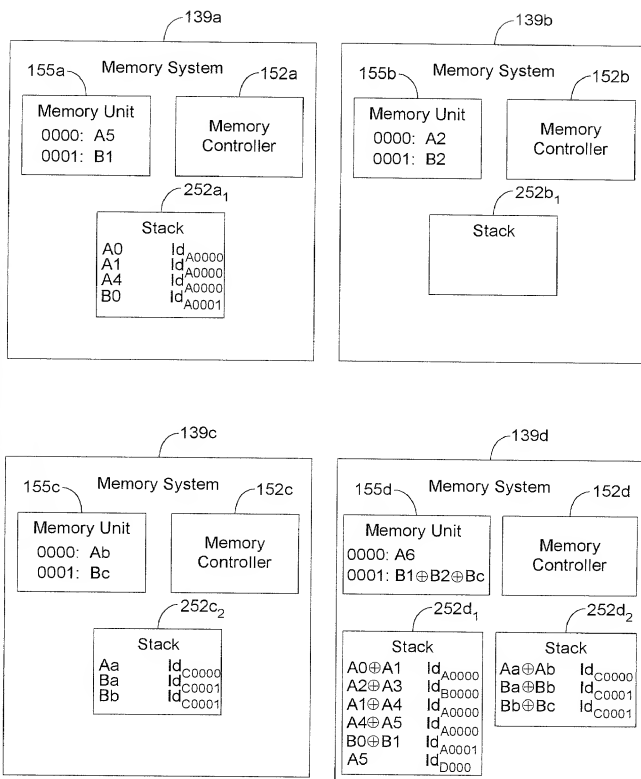 139a
Memory System
155a
152a
Memory Unit
0000: A5
0001: B1
Memory
Controller
252a1
Stack
A0 IdA0000
A1 IdA0000
A4 IdA0000
B0 IdA0001
139b
Memory System
155b
152b
Memory Unit
0000: A2
0001: B2
Memory
Controller
252b1
Stack
139c
Memory System
155c
152c
Memory Unit
0000: Ab
0001: Bc
Memory
Controller
252c2
Stack
Aa IdC0000
Ba IdC0001
Bb IdC0001
139d
Memory System
155d
152d
Memory Unit
0000: A6
0001: B1⊕B2⊕Bc
Memory
Controller
252d1
Stack
A0⊕A1 IdA0000
A2⊕A3 IdB0000
A1⊕A4 IdA0000
A4⊕A5 IdA0000
B0⊕B1 IdA0001
A5 IdD000
252d2
Stack
Aa⊕Ab IdC0000
Ba⊕Bb IdC0001
Bb⊕Bc IdC0001